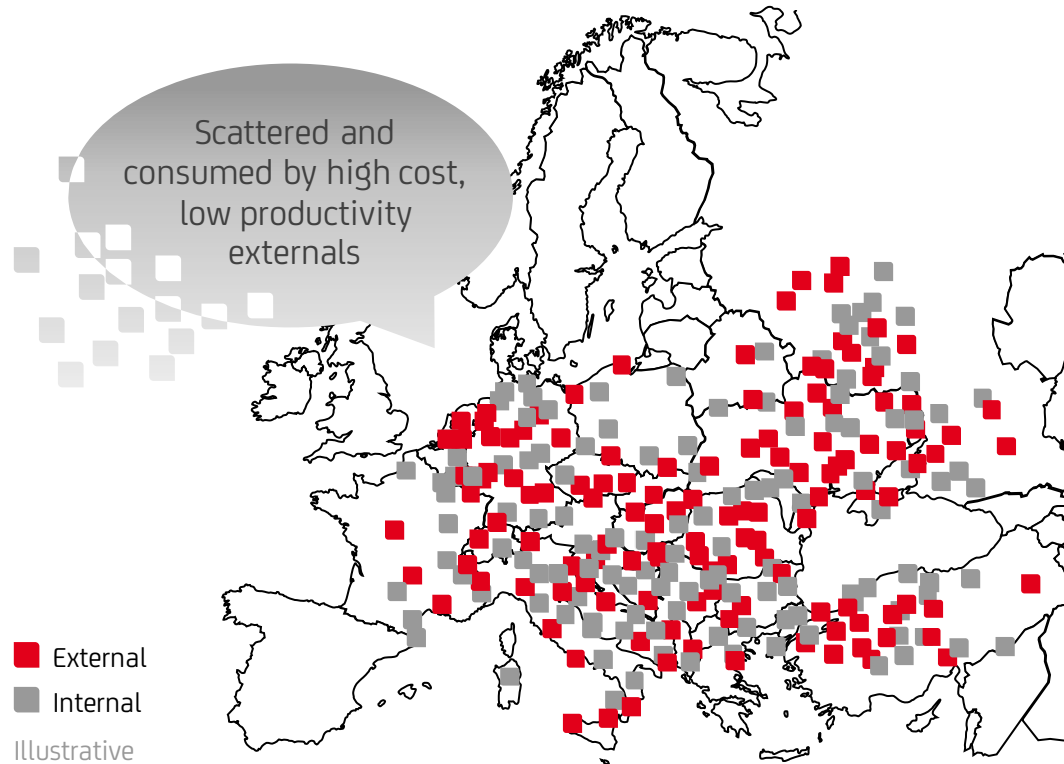 Scattered and
consumed by high cost,
low productivity
externals
External
Internal
Illustrative